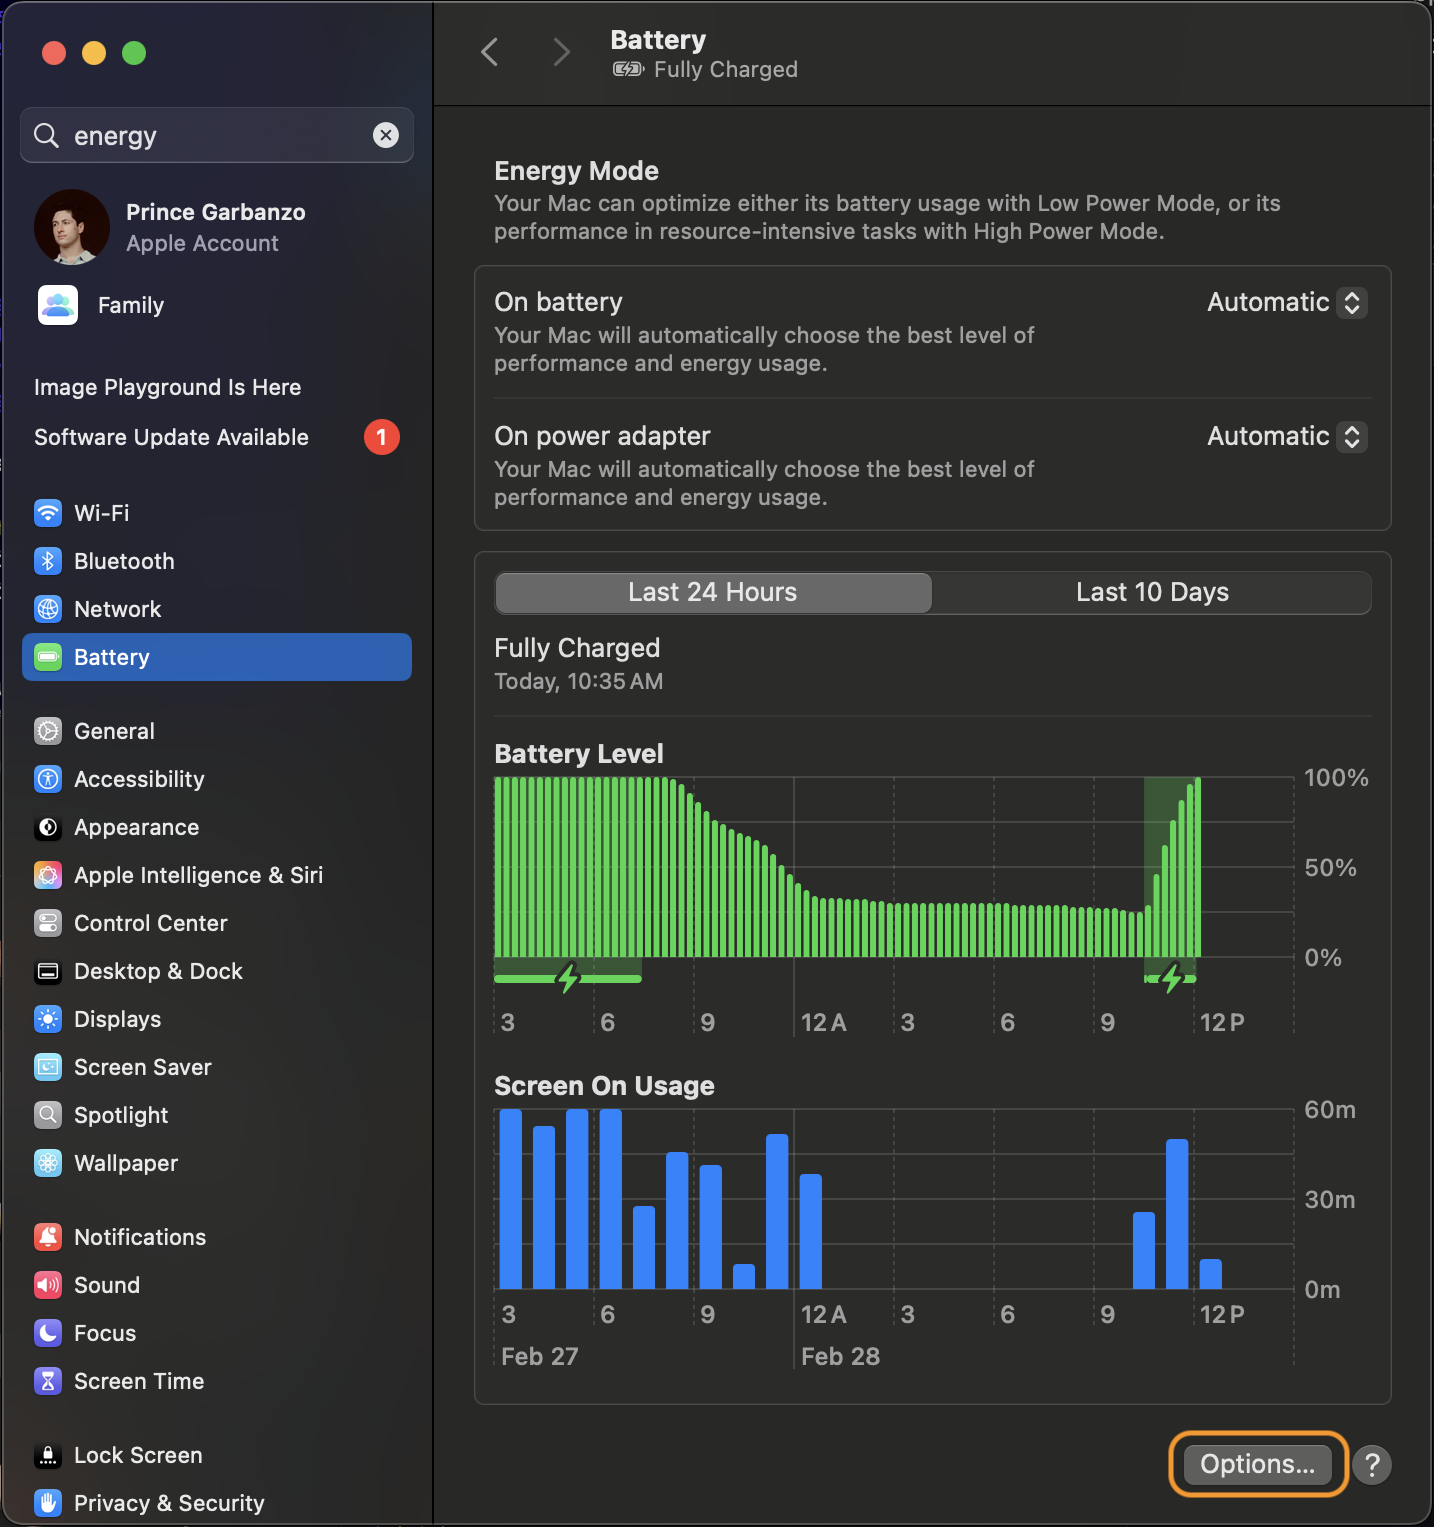 energy
Prince Garbanzo
Apple Account
Family
Image Playground Is Here
Software Update Available 1
Wi-Fi
Bluetooth
Network
Battery
General
Accessibility
Appearance
Apple Intelligence & Siri
Control Center
Desktop & Dock
Displays
Screen Saver
Spotlight
Wallpaper
Notifications
Sound
Focus
Screen Time
Lock Screen
Privacy & Security
Battery
Fully Charged
Energy Mode
Your Mac can optimize either its battery usage with Low Power Mode, or its
performance in resource-intensive tasks with High Power Mode.
On battery Automatic
Your Mac will automatically choose the best level of
performance and energy usage.
On power adapter Automatic
Your Mac will automatically choose the best level of
performance and energy usage.
Last 24 Hours Last 10 Days
Fully Charged
Today, 10:35 AM
Battery Level
100%
50%
0%
3 6 9 12 A 3 6 9 12 P
Screen On Usage
60m
30m
0m
3 6 9 12 A 3 6 9 12 P
Feb 27 Feb 28
Options... ?